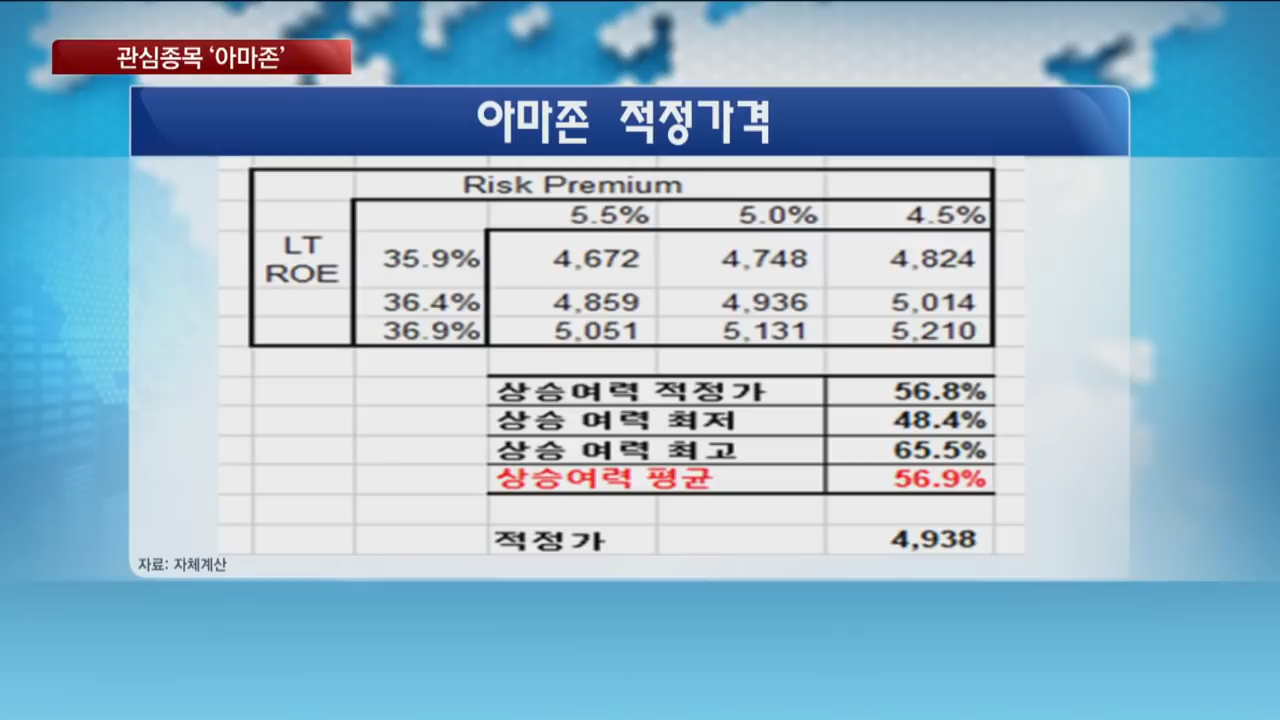 관심종목 ‘아마존’
아마존 적정가격
Risk Premium
5.5% 5.0% 4.5%
LT ROE
35.9% 4,672 4,748 4,824
36.4% 4,859 4,936 5,014
36.9% 5,051 5,131 5,210
상승여력 적정가 56.8%
상승 여력 최저 48.4%
상승 여력 최고 65.5%
상승여력 평균 56.9%
적정가 4,938
자료: 자체계산